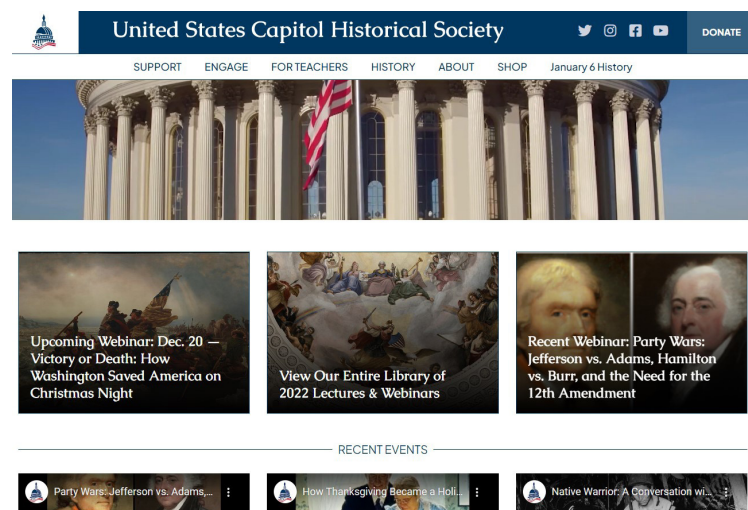 United States Capitol Historical Society
DONATE
SUPPORT ENGAGE FOR TEACHERS HISTORY ABOUT SHOP January 6 History
Upcoming Webinar: Dec. 20 —
Victory or Death: How
Washington Saved America on
Christmas Night
View Our Entire Library of
2022 Lectures & Webinars
Recent Webinar: Party Wars:
Jefferson vs. Adams, Hamilton
vs. Burr, and the Need for the
12th Amendment
RECENT EVENTS
Party Wars: Jefferson vs. Adams,...
How Thanksgiving Became a Holi...
Native Warrior: A Conversation wi...